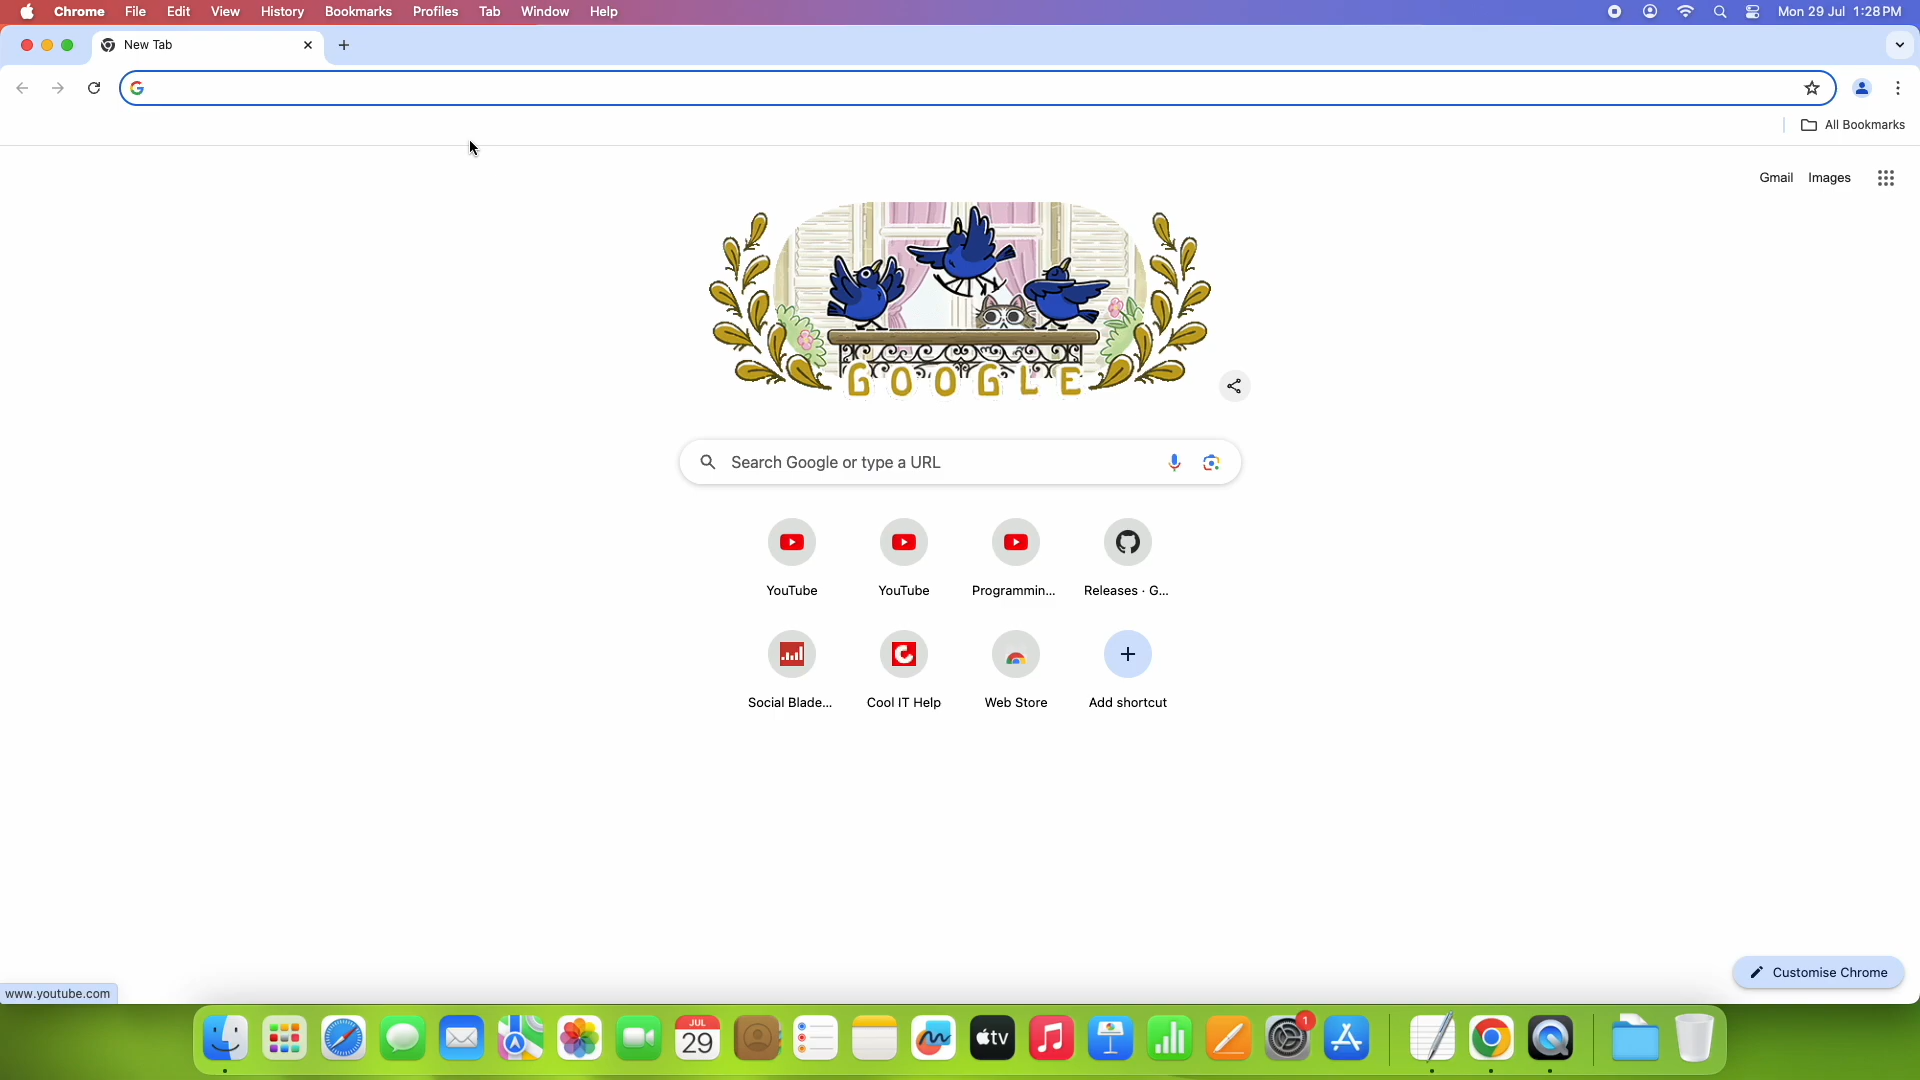 Chrome File Edit View History Bookmarks Profiles Tab Window Help Mon 29 Jul 1:28 PM
New Tab
All Bookmarks
Gmail Images
GOOGLE
Search Google or type a URL
YouTube YouTube Programmin... Releases · G...
Social Blade... Cool IT Help Web Store Add shortcut
Customise Chrome
www.youtube.com
JUL
29
tv
1